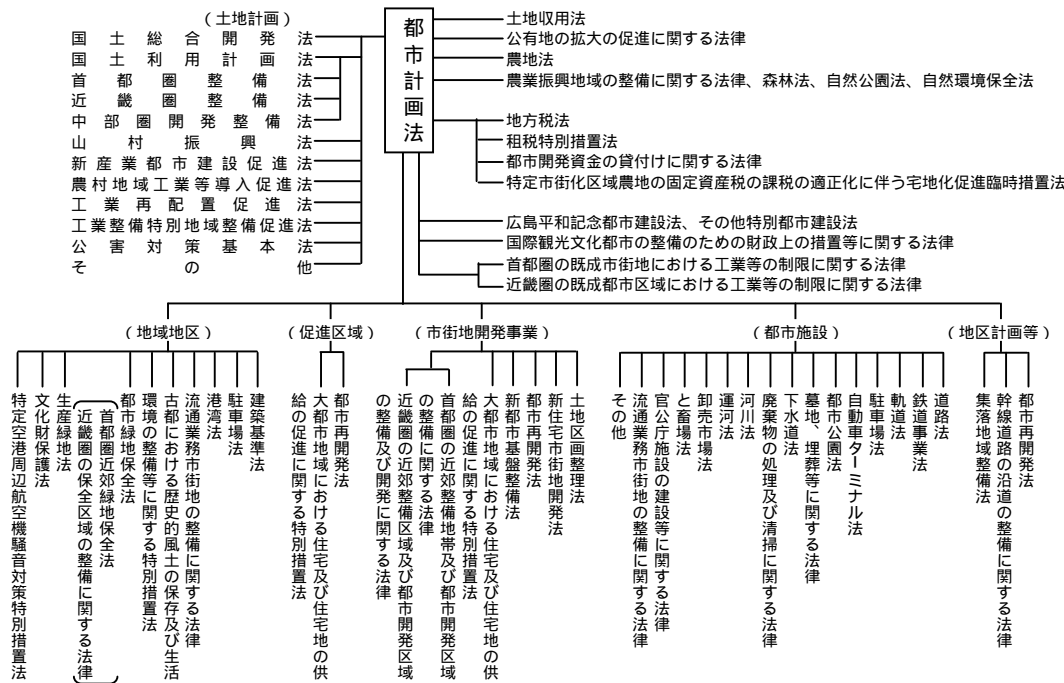 (土地計画)
国土総合開発法
国土利用計画法
首都圏整備法
近畿圏整備法
中部圏開発整備法
山村振興法
新産業都市建設促進法
農村地域工業等導入促進法
工業再配置促進法
工業整備特別地域整備促進法
公害対策基本法
その他
都市計画法
土地収用法
公有地の拡大の促進に関する法律
農地法
農業振興地域の整備に関する法律、森林法、自然公園法、自然環境保全法
地方税法
租税特別措置法
都市開発資金の貸付けに関する法律
特定市街化区域農地の固定資産税の課税の適正化に伴う宅地化促進臨時措置法
広島平和記念都市建設法、その他特別都市建設法
国際観光文化都市の整備のための財政上の措置等に関する法律
首都圏の既成市街地における工業等の制限に関する法律
近畿圏の既成都市区域における工業等の制限に関する法律
(地域地区)
建築基準法
駐車場法
港湾法
流通業務市街地の整備に関する法律
古都における歴史的風土の保存及び生活
環境の整備等に関する特別措置法
都市緑地保全法
首都圏近郊緑地保全法
近畿圏の保全区域の整備に関する法律
生産緑地法
文化財保護法
特定空港周辺航空機騒音対策特別措置法
(促進区域)
都市再開発法
大都市地域における住宅及び住宅地の供
給の促進に関する特別措置法
(市街地開発事業)
土地区画整理法
新住宅市街地開発法
都市再開発法
新都市基盤整備法
大都市地域における住宅及び住宅地の供
給の促進に関する特別措置法
首都圏の近郊整備地帯及び都市開発区域
の整備に関する法律
近畿圏の近郊整備区域及び都市開発区域
の整備及び開発に関する法律
(都市施設)
道路法
鉄道事業法
軌道法
駐車場法
自動車ターミナル法
都市公園法
墓地、埋葬等に関する法律
下水道法
廃棄物の処理及び清掃に関する法律
河川法
運河法
卸売市場法
と畜場法
官公庁施設の建設等に関する法律
流通業務市街地の整備に関する法律
その他
(地区計画等)
都市再開発法
幹線道路の沿道の整備に関する法律
集落地域整備法